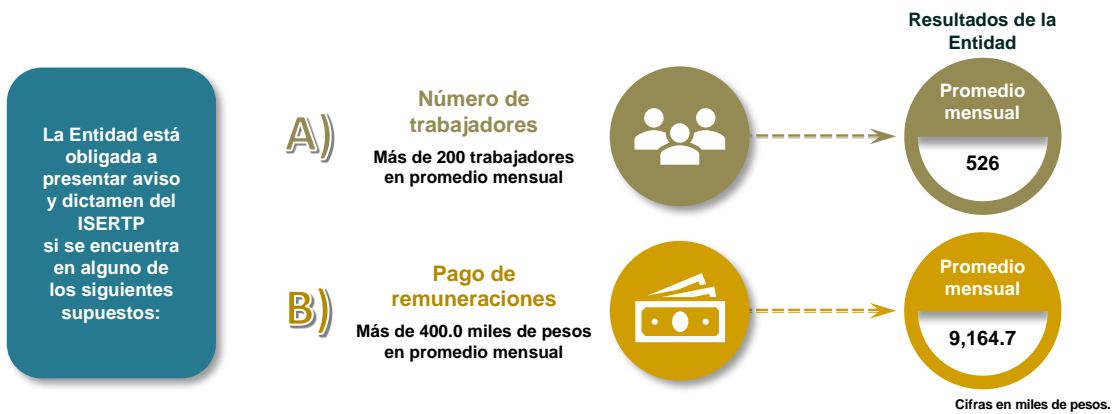 La Entidad está
obligada a
presentar aviso
y dictamen del
ISERTP
si se encuentra
en alguno de
los siguientes
supuestos:
A)
Número de
trabajadores
Más de 200 trabajadores
en promedio mensual
Resultados de la
Entidad
Promedio
mensual
526
B)
Pago de
remuneraciones
Más de 400.0 miles de pesos
en promedio mensual
Promedio
mensual
9,164.7
Cifras en miles de pesos.